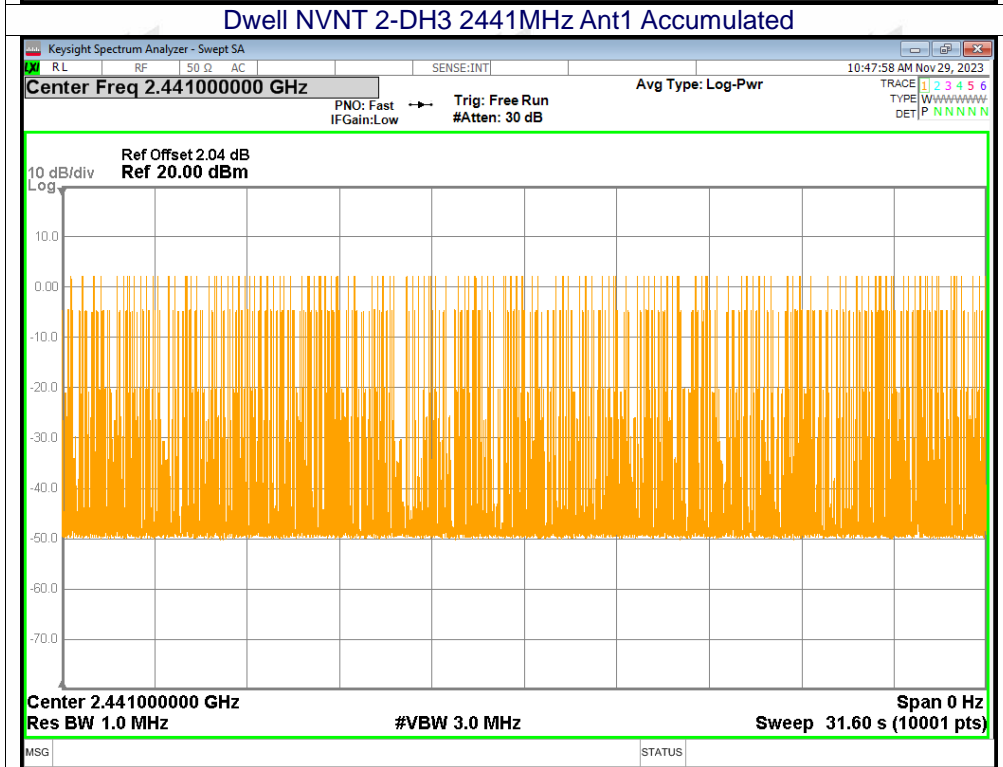 Dwell NVNT 2-DH3 2441MHz Ant1 Accumulated
Keysight Spectrum Analyzer - Swept SA
LXI RL RF 50 Ω AC SENSE:INT 10:47:58 AM Nov 29, 2023
Center Freq 2.441000000 GHz Avg Type: Log-Pwr TRACE 1 2 3 4 5 6
PNO: Fast Trig: Free Run TYPE WWWWWW
IFGain:Low #Atten: 30 dB DET P N N N N N
Ref Offset 2.04 dB
10 dB/div Ref 20.00 dBm
Log
10.0
0.00
-10.0
-20.0
-30.0
-40.0
-50.0
-60.0
-70.0
Center 2.441000000 GHz Span 0 Hz
Res BW 1.0 MHz #VBW 3.0 MHz Sweep 31.60 s (10001 pts)
MSG STATUS